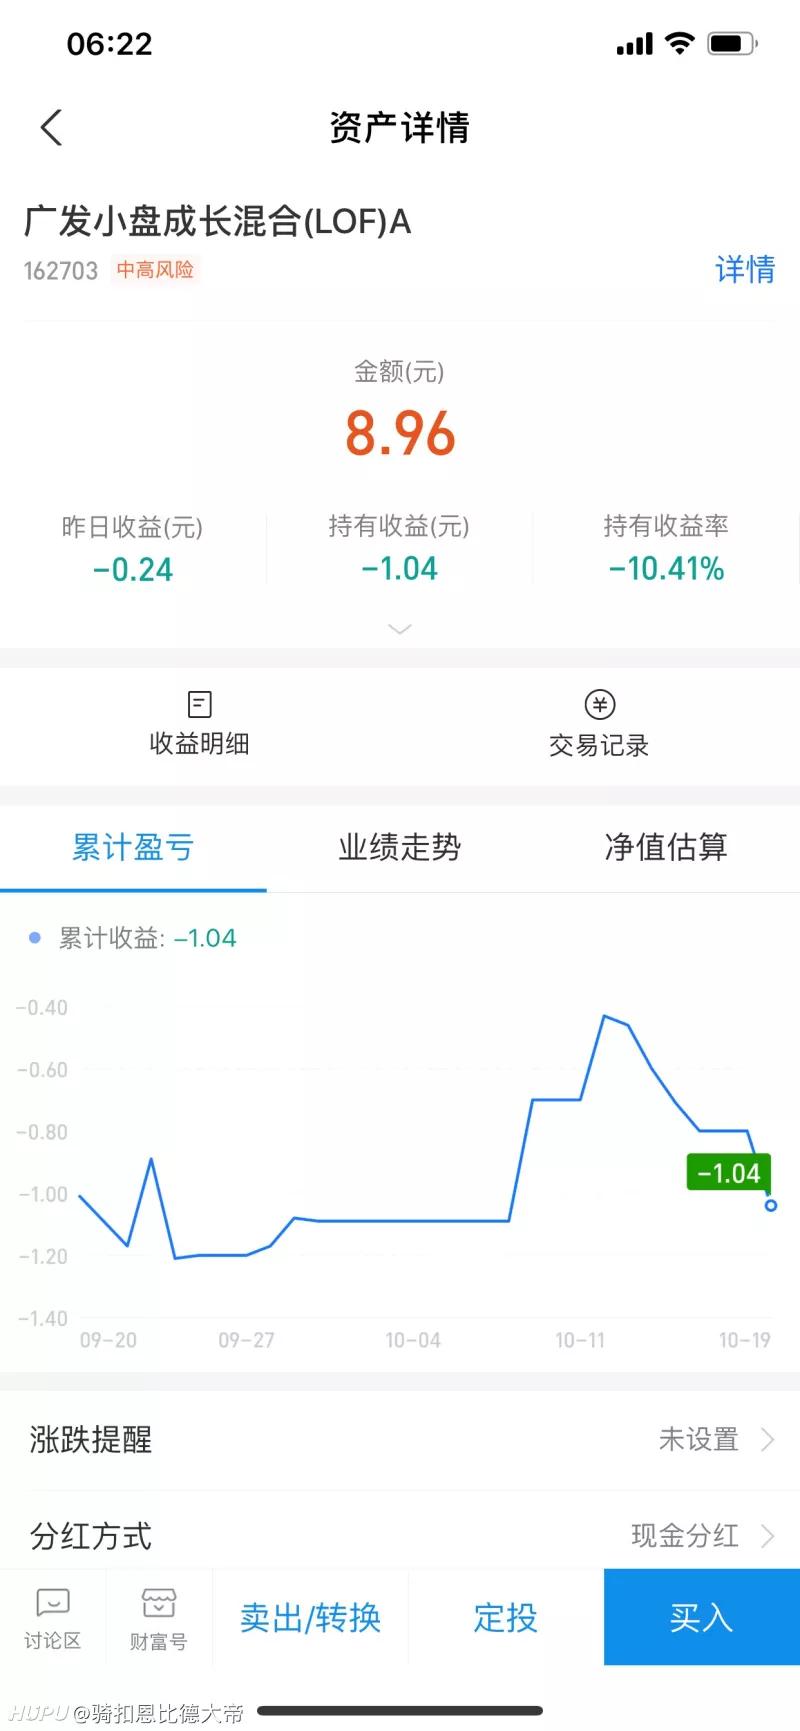 06:22
资产详情
广发小盘成长混合(LOF)A
162703 中高风险 详情
金额(元)
8.96
昨日收益(元) 持有收益(元) 持有收益率
-0.24 -1.04 -10.41%
收益明细 交易记录
累计盈亏 业绩走势 净值估算
累计收益: -1.04
-0.40
-0.60
-0.80
-1.00
-1.04
-1.20
-1.40
09-20 09-27 10-04 10-11 10-19
涨跌提醒 未设置
分红方式 现金分红
讨论区 财富号 卖出/转换 定投 买入
HUPU @骑扣恩比德大帝